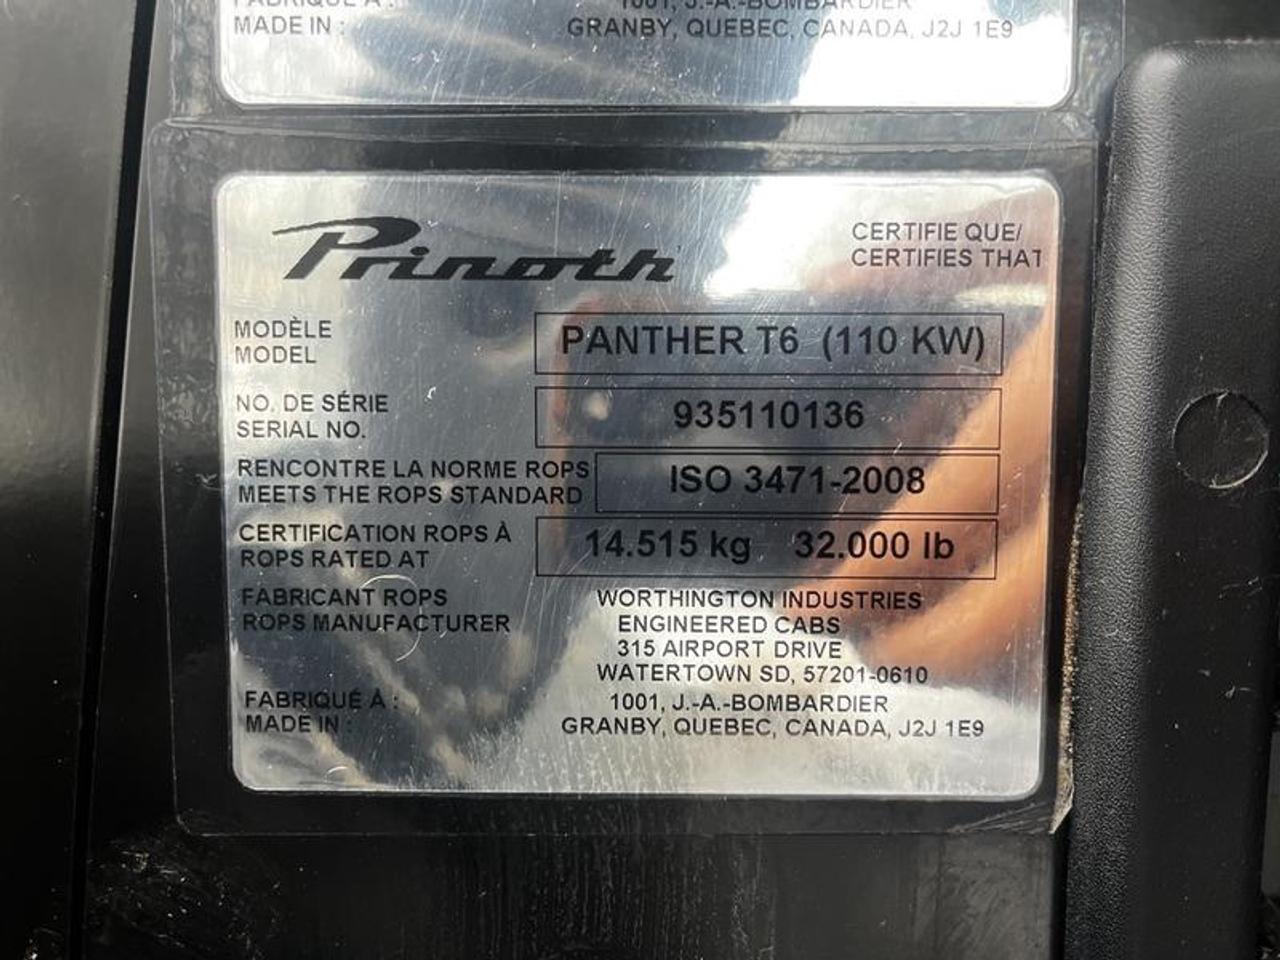 FABRIQUÉ À :
1001, J.-A.-BOMBARDIER
MADE IN :
GRANBY, QUEBEC, CANADA, J2J 1E9
Prinoth
CERTIFIE QUE/
CERTIFIES THAT
MODÈLE
MODEL
PANTHER T6 (110 KW)
NO. DE SÉRIE
SERIAL NO.
935110136
RENCONTRE LA NORME ROPS
MEETS THE ROPS STANDARD
ISO 3471-2008
CERTIFICATION ROPS À
ROPS RATED AT
14.515 kg 32.000 lb
FABRICANT ROPS
ROPS MANUFACTURER
WORTHINGTON INDUSTRIES
ENGINEERED CABS
315 AIRPORT DRIVE
WATERTOWN SD, 57201-0610
FABRIQUÉ À :
MADE IN :
1001, J.-A.-BOMBARDIER
GRANBY, QUEBEC, CANADA, J2J 1E9